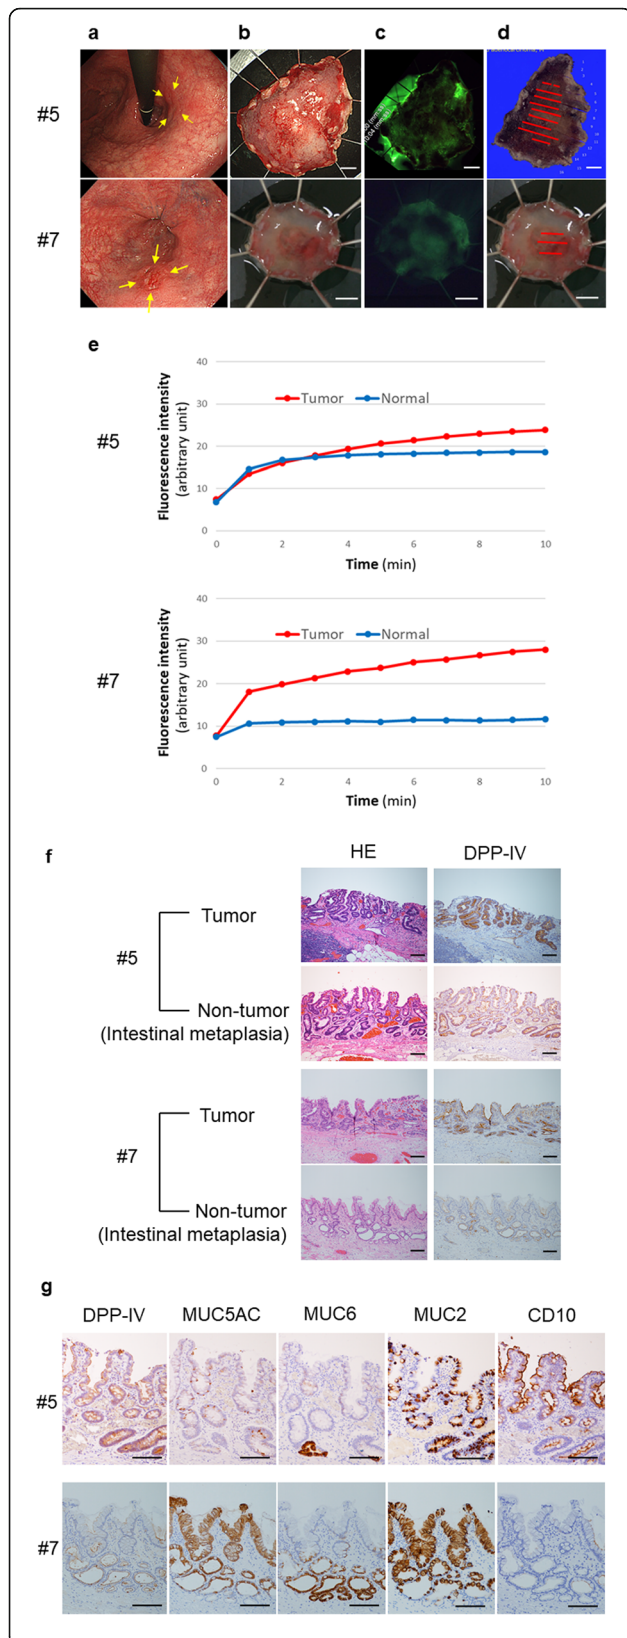 a b c d
#5
#7
e
40
30
20
10
0
Fluorescence intensity
(arbitrary unit)
Tumor Normal
#5
0 2 4 6 8 10
Time (min)
40
30
20
10
0
Fluorescence intensity
(arbitrary unit)
Tumor Normal
#7
0 2 4 6 8 10
Time (min)
f
HE DPP-IV
Tumor
#5
Non-tumor
(Intestinal metaplasia)
Tumor
#7
Non-tumor
(Intestinal metaplasia)
g
DPP-IV MUC5AC MUC6 MUC2 CD10
#5
#7